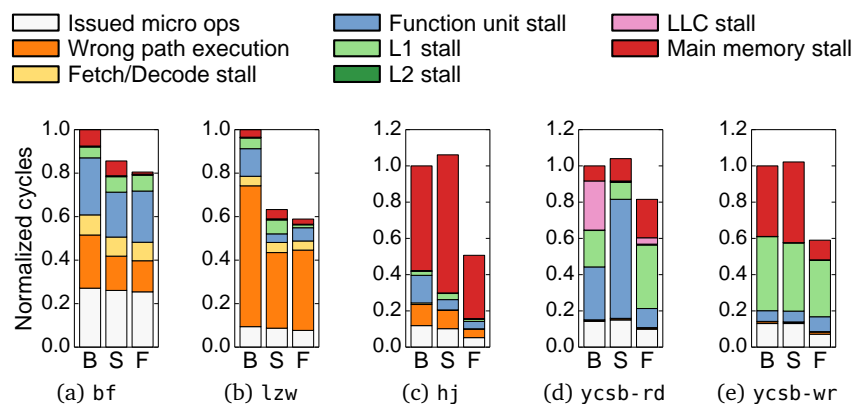 Issued micro ops
Wrong path execution
Fetch/Decode stall
Function unit stall
L1 stall
L2 stall
LLC stall
Main memory stall
Normalized cycles
1.0
0.8
0.6
0.4
0.2
0.0
B S F
(a) bf
1.0
0.8
0.6
0.4
0.2
0.0
B S F
(b) lzw
1.2
1.0
0.8
0.6
0.4
0.2
0.0
B S F
(c) hj
1.2
1.0
0.8
0.6
0.4
0.2
0.0
B S F
(d) ycsb-rd
1.2
1.0
0.8
0.6
0.4
0.2
0.0
B S F
(e) ycsb-wr